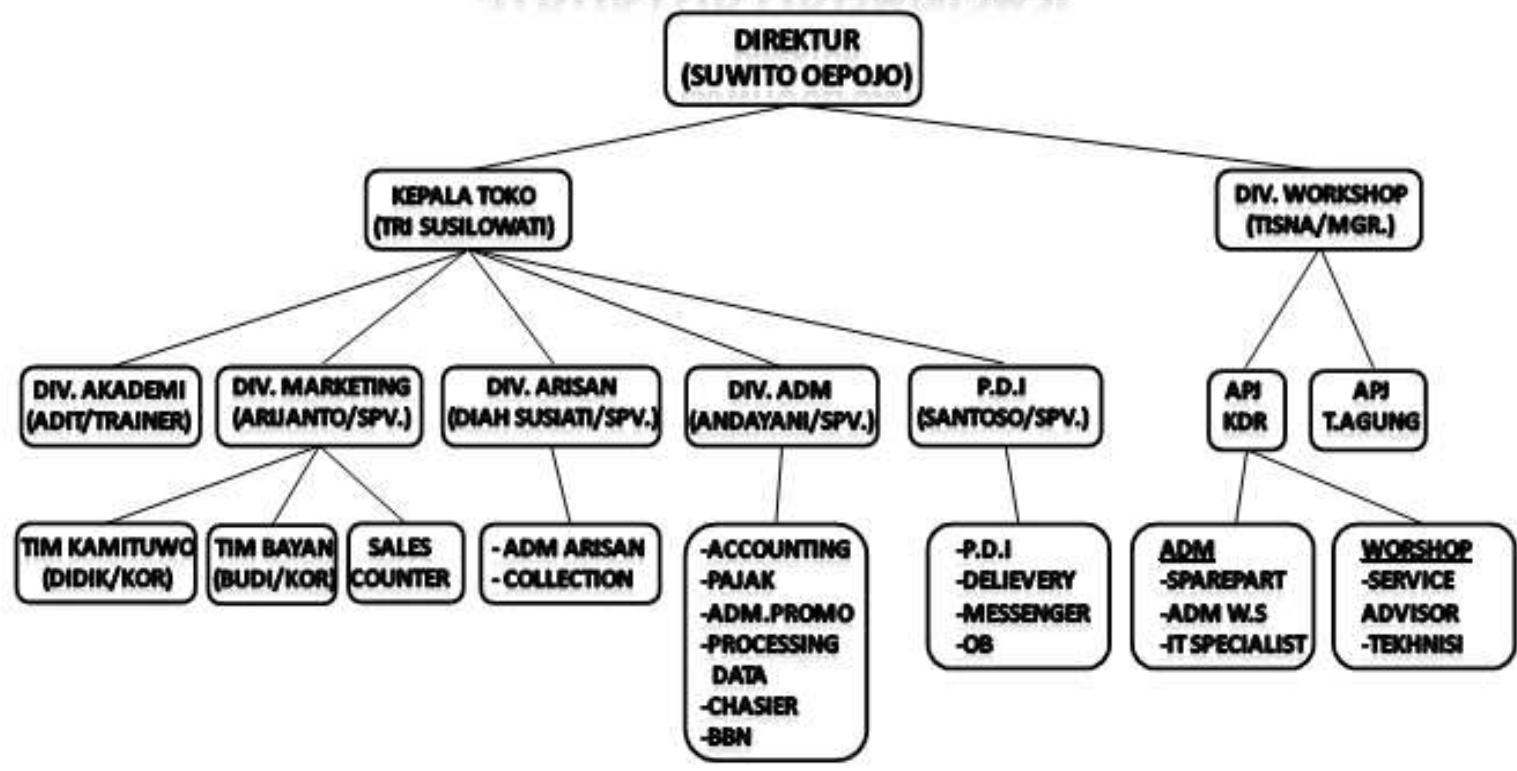 DIREKTUR
(SUWITO OEPOJO)
KEPALA TOKO
(TRI SUSILOWATI)
DIV. WORKSHOP
(TISNA/MGR.)
DIV. AKADEMI
(ADIT/TRAINER)
DIV. MARKETING
(ARIJANTO/SPV.)
DIV. ARISAN
(DIAH SUSIATI/SPV.)
DIV. ADM
(ANDAYANI/SPV.)
P.D.I
(SANTOSO/SPV.)
APJ
KDR
APJ
T.AGUNG
TIM KAMITUWO
(DIDIK/KOR)
TIM BAYAN
(BUDI/KOR)
SALES
COUNTER
- ADM ARISAN
- COLLECTION
-ACCOUNTING
-PAJAK
-ADM.PROMO
-PROCESSING
DATA
-CHASIER
-BBN
-P.D.I
-DELIEVERY
-MESSENGER
-OB
ADM
-SPAREPART
-ADM W.S
-IT SPECIALIST
WORSHOP
-SERVICE
ADVISOR
-TEKHNISI